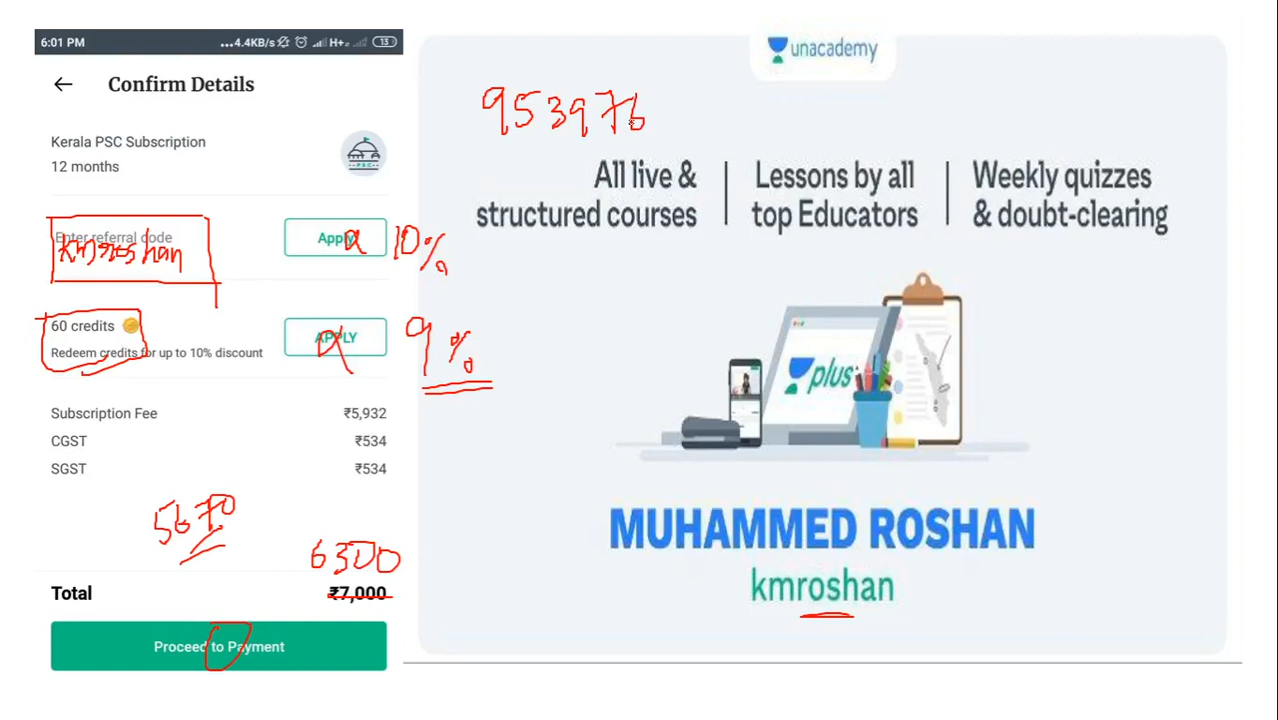 6:01 PM
...4.4KB/s H+ 13
Confirm Details
Kerala PSC Subscription
12 months
PSC
Enter referral code
kmroshan
Apply
a 10%
60 credits
Redeem credits for up to 10% discount
APPLY
a 9%
Subscription Fee ₹5,932
CGST ₹534
SGST ₹534
5670
6300
Total ₹7,000
Proceed to Payment
unacademy
953976
All live &
structured courses
Lessons by all
top Educators
Weekly quizzes
& doubt-clearing
plus
MUHAMMED ROSHAN
kmroshan